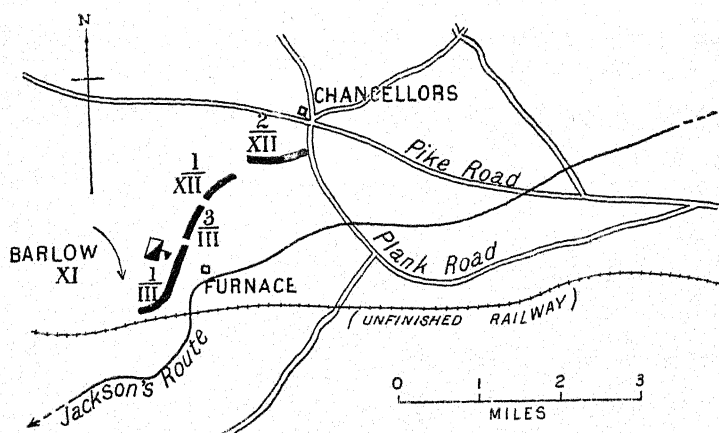 N
CHANCELLORS
2
XII
1
XII
Pike Road
3
III
BARLOW
XI
1
III
FURNACE
Plank Road
(UNFINISHED RAILWAY)
Jackson's Route
0 1 2 3
MILES